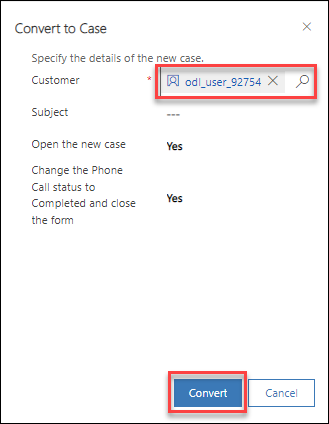 Convert to Case
Specify the details of the new case.
Customer * odl_user_92754
Subject ---
Open the new case Yes
Change the Phone
Call status to
Completed and close Yes
the form
Convert Cancel